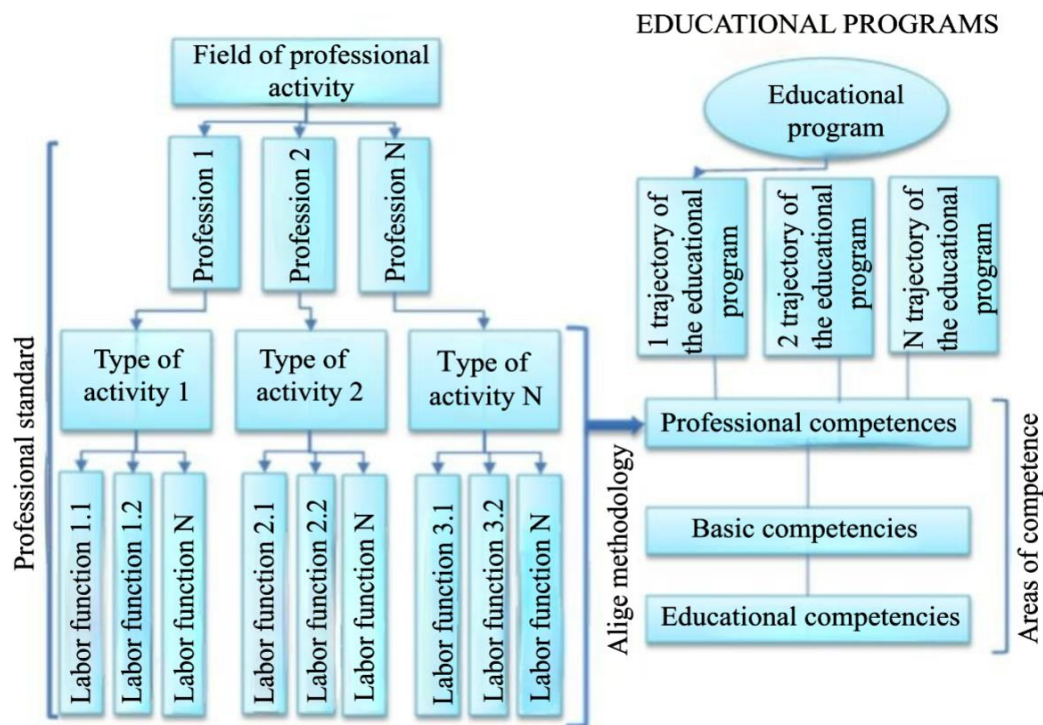 EDUCATIONAL PROGRAMS
Field of professional
activity
Educational
program
Professional standard
Profession 1
Profession 2
Profession N
1 trajectory of
the educational
program
2 trajectory of
the educational
program
N trajectory of
the educational
program
Type of
activity 1
Type of
activity 2
Type of
activity N
Labor function 1.1
Labor function 1.2
Labor function N
Labor function 2.1
Labor function 2.2
Labor function N
Labor function 3.1
Labor function 3.2
Labor function N
Alige methodology
Professional competences
Basic competencies
Educational competencies
Areas of competence